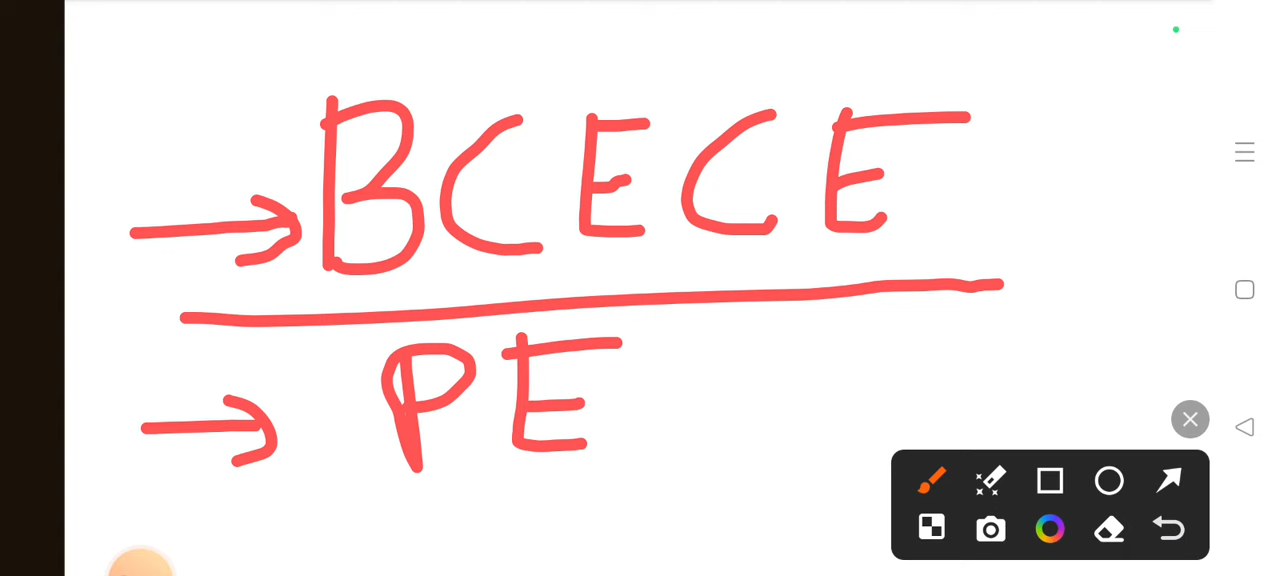 → BCECE
→ PE